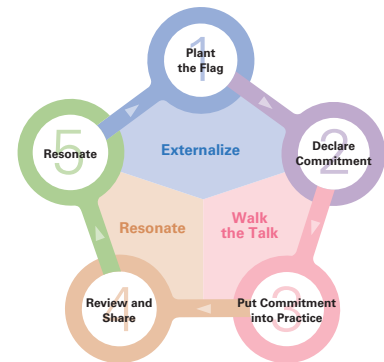 1
Plant
the Flag
2
Declare
Commitment
3
Put Commitment
into Practice
4
Review and
Share
5
Resonate
Externalize
Walk
the Talk
Resonate